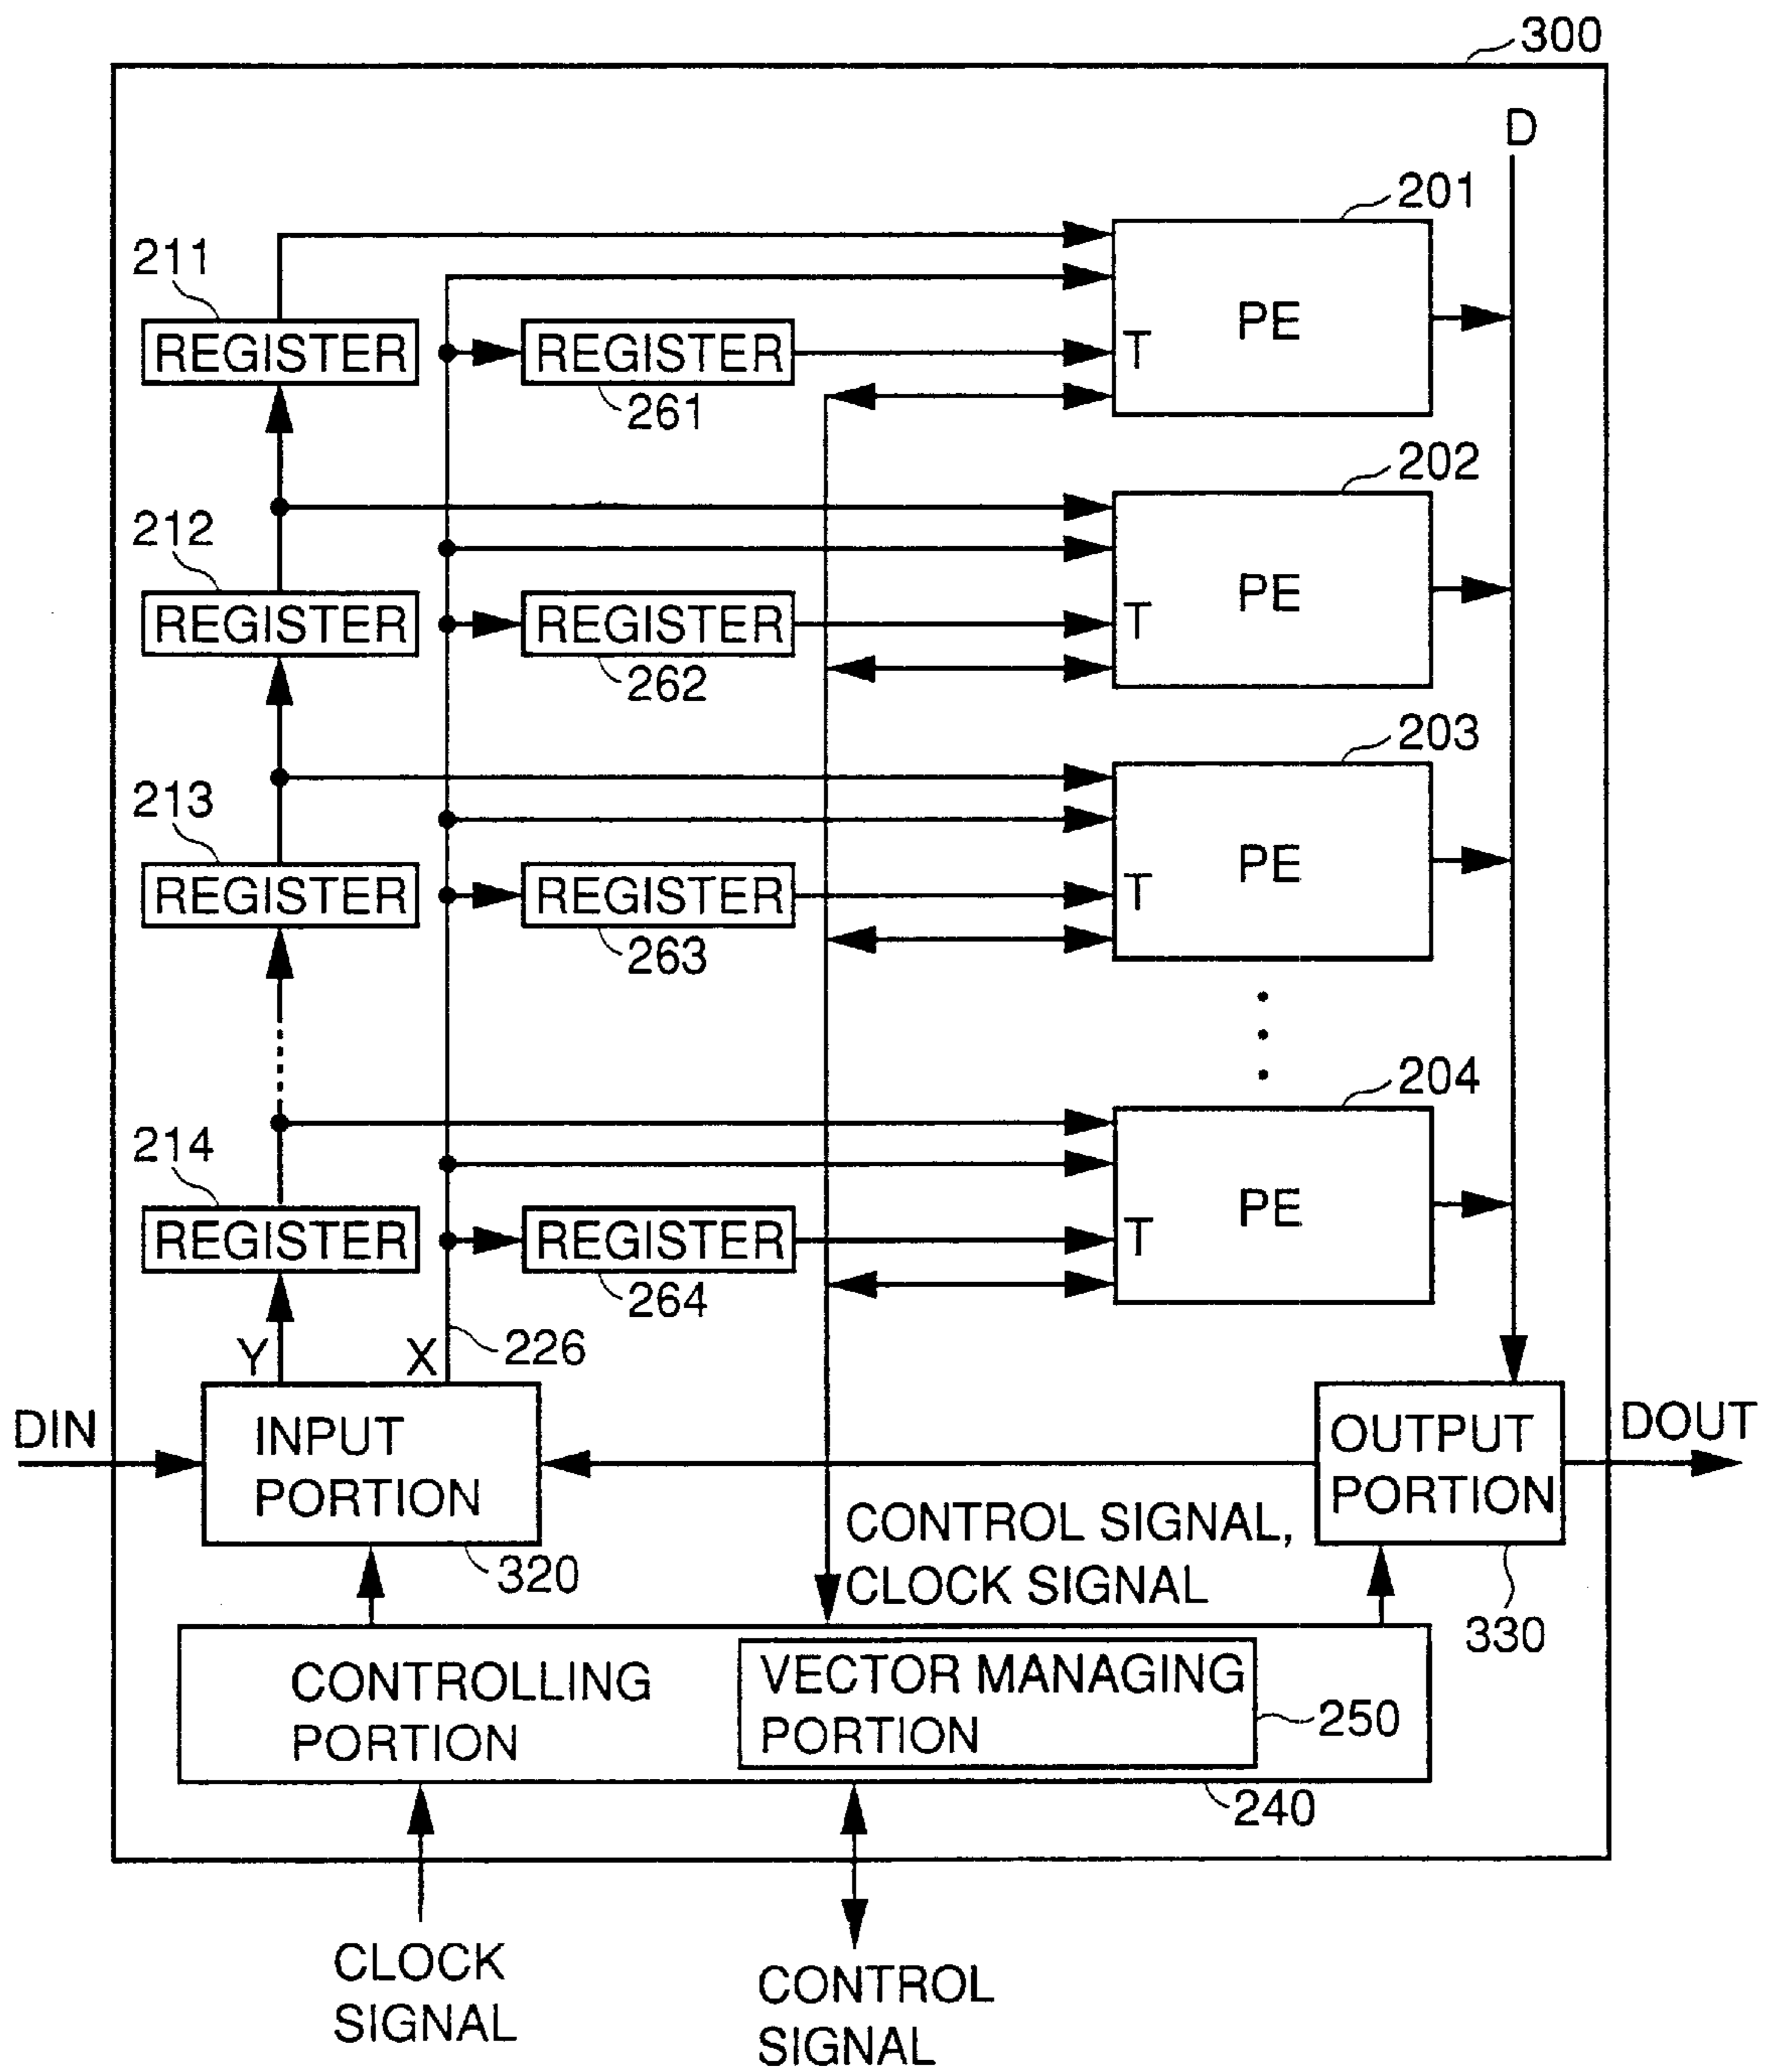 300
D
201
211
PE
REGISTER
REGISTER
T
261
202
212
PE
REGISTER
REGISTER
T
262
203
213
PE
REGISTER
REGISTER
T
263
204
214
PE
REGISTER
REGISTER
T
264
Y
X
226
DIN
INPUT
PORTION
OUTPUT
PORTION
DOUT
CONTROL SIGNAL,
CLOCK SIGNAL
320
330
CONTROLLING
PORTION
VECTOR MANAGING
PORTION
250
240
CLOCK
SIGNAL
CONTROL
SIGNAL